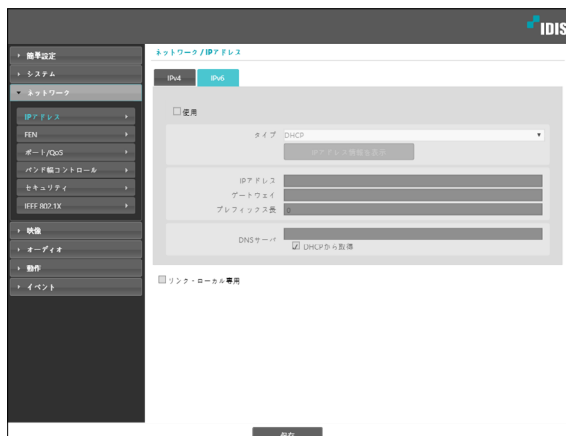 IDIS
簡単設定
システム
ネットワーク
IPアドレス
FEN
ポート/QoS
バンド幅コントロール
セキュリティ
IEEE 802.1X
映像
オーディオ
動作
イベント
ネットワーク / IPアドレス
IPv4 IPv6
使用
タイプ DHCP
IPアドレス情報を表示
IPアドレス
ゲートウェイ
プレフィックス長 0
DNSサーバ
DHCPから取得
リンク・ローカル専用
保存